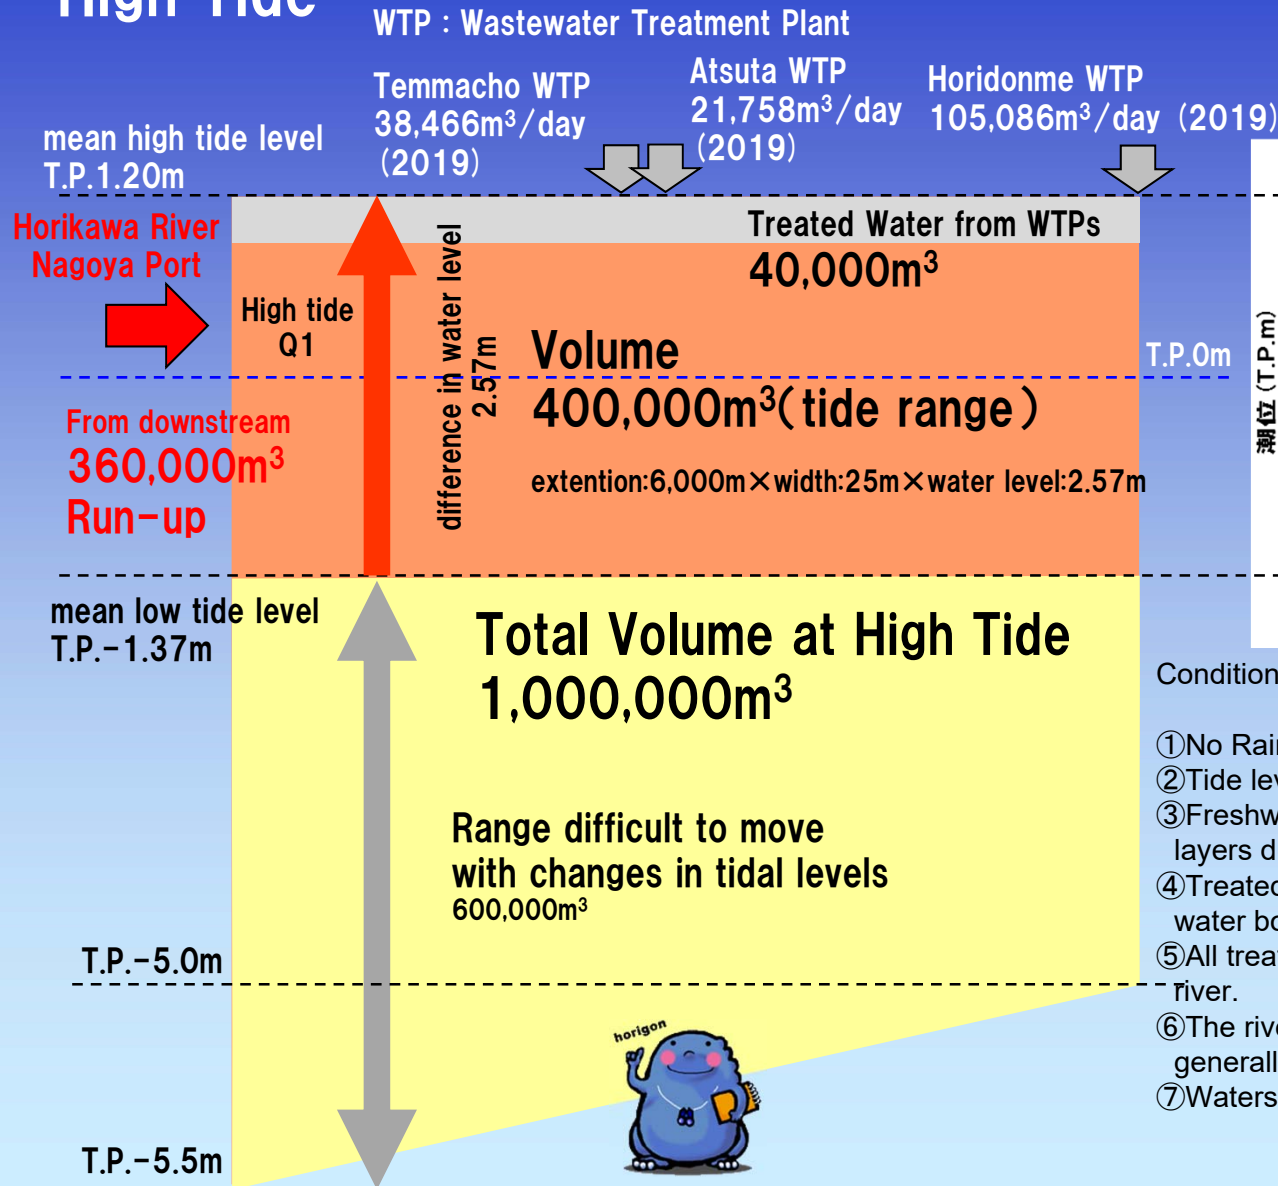 High Tide
WTP : Wastewater Treatment Plant
Temmacho WTP
38,466m³/day
(2019)
Atsuta WTP
21,758m³/day
(2019)
Horidonme WTP
105,086m³/day (2019)
mean high tide level
T.P.1.20m
Horikawa River
Nagoya Port
High tide
Q1
difference in water level
2.57m
Treated Water from WTPs
40,000m³
Volume
400,000m³(tide range)
extention:6,000m×width:25m×water level:2.57m
T.P.0m
潮位(T.P.m)
From downstream
360,000m³
Run-up
mean low tide level
T.P.-1.37m
Total Volume at High Tide
1,000,000m³
Range difficult to move
with changes in tidal levels
600,000m³
T.P.-5.0m
T.P.-5.5m
horigon
Condition
①No Rain
②Tide lev
③Freshw
layers d
④Treated
water bo
⑤All treat
river.
⑥The rive
generall
⑦Waters